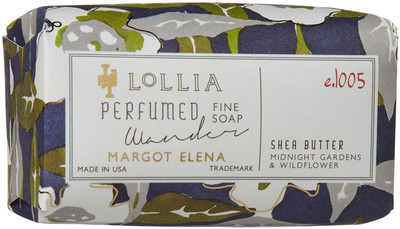 LOLLIA
PERFUMED FINE SOAP
Wander
MARGOT ELENA
MADE IN USA TRADEMARK
e.1005
SHEA BUTTER
MIDNIGHT GARDENS
& WILDFLOWER